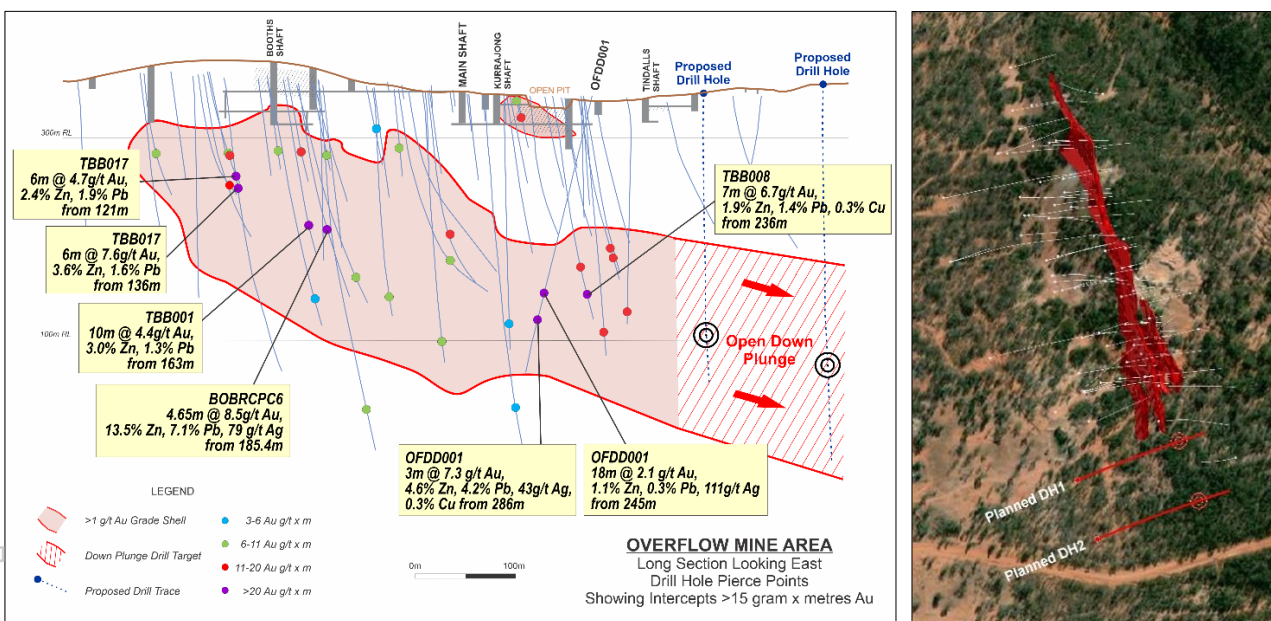 BOOTHS
SHAFT
MAIN SHAFT
KURRAJONG
SHAFT
OFDD001
TINDALLS
SHAFT
Proposed
Drill Hole
Proposed
Drill Hole
OPEN PIT
300m RL
100m RL
TBB017
6m @ 4.7g/t Au,
2.4% Zn, 1.9% Pb
from 121m
TBB017
6m @ 7.6g/t Au,
3.6% Zn, 1.6% Pb
from 136m
TBB001
10m @ 4.4g/t Au,
3.0% Zn, 1.3% Pb
from 163m
BOBRCPC6
4.65m @ 8.5g/t Au,
13.5% Zn, 7.1% Pb, 79 g/t Ag
from 185.4m
TBB008
7m @ 6.7g/t Au,
1.9% Zn, 1.4% Pb, 0.3% Cu
from 236m
Open Down
Plunge
OFDD001
3m @ 7.3 g/t Au,
4.6% Zn, 4.2% Pb, 43g/t Ag,
0.3% Cu from 286m
OFDD001
18m @ 2.1 g/t Au,
1.1% Zn, 0.3% Pb, 111g/t Ag
from 245m
LEGEND
>1 g/t Au Grade Shell
Down Plunge Drill Target
Proposed Drill Trace
3-6 Au g/t x m
6-11 Au g/t x m
11-20 Au g/t x m
>20 Au g/t x m
0m 100m
OVERFLOW MINE AREA
Long Section Looking East
Drill Hole Pierce Points
Showing Intercepts >15 gram x metres Au
Planned DH1
Planned DH2